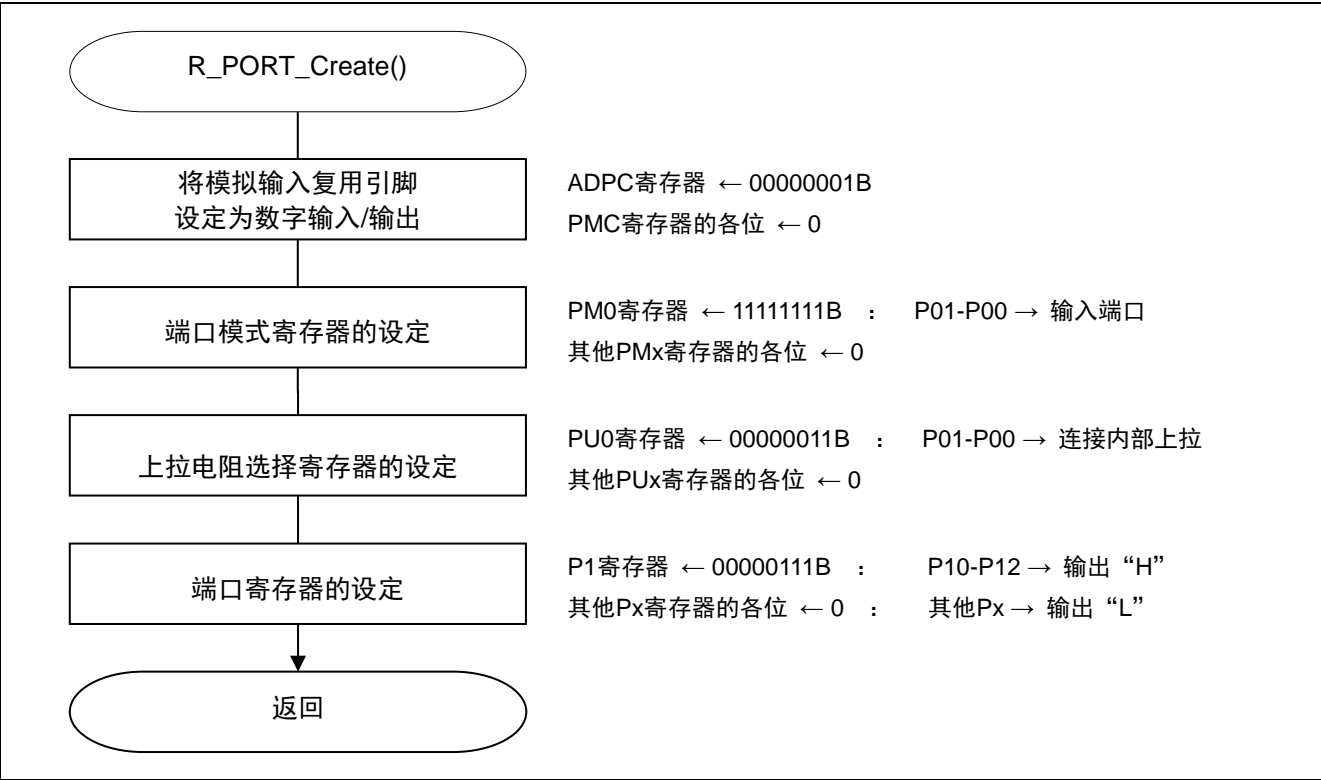 R_PORT_Create()
将模拟输入复用引脚
设定为数字输入/输出
ADPC寄存器 ← 00000001B
PMC寄存器的各位 ← 0
端口模式寄存器的设定
PM0寄存器 ← 11111111B ： P01-P00 → 输入端口
其他PMx寄存器的各位 ← 0
上拉电阻选择寄存器的设定
PU0寄存器 ← 00000011B ： P01-P00 → 连接内部上拉
其他PUx寄存器的各位 ← 0
端口寄存器的设定
P1寄存器 ← 00000111B ： P10-P12 → 输出“H”
其他Px寄存器的各位 ← 0 ： 其他Px → 输出“L”
返回